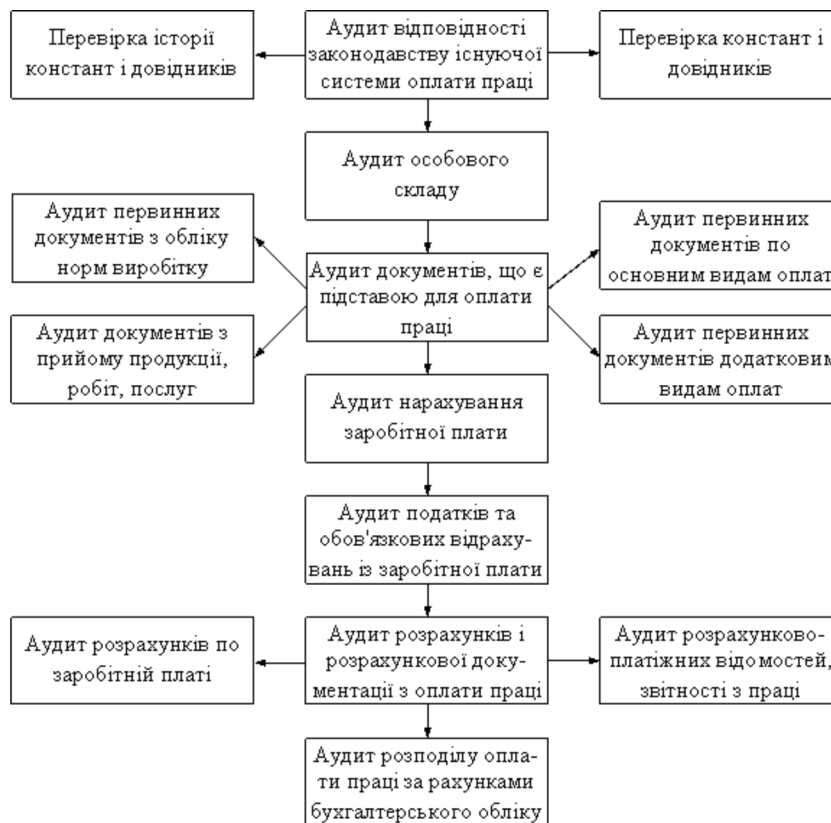 Перевірка історії
констант і довідників
Аудит відповідності
законодавству існуючої
системи оплати праці
Перевірка констант і
довідників
Аудит особового
складу
Аудит первинних
документів з обліку
норм виробітку
Аудит документів, що є
підставою для оплати
праці
Аудит первинних
документів по
основним видам оплат
Аудит документів з
прийому продукції,
робіт, послуг
Аудит первинних
документів додатковим
видам оплат
Аудит нарахування
заробітної плати
Аудит податків та
обов'язкових відраху-
вань із заробітної плати
Аудит розрахунків по
заробітній платі
Аудит розрахунків і
розрахункової доку-
ментації з оплати праці
Аудит розрахунково-
платіжних відомостей,
звітності з праці
Аудит розподілу опла-
ти праці за рахунками
бухгалтерського обліку